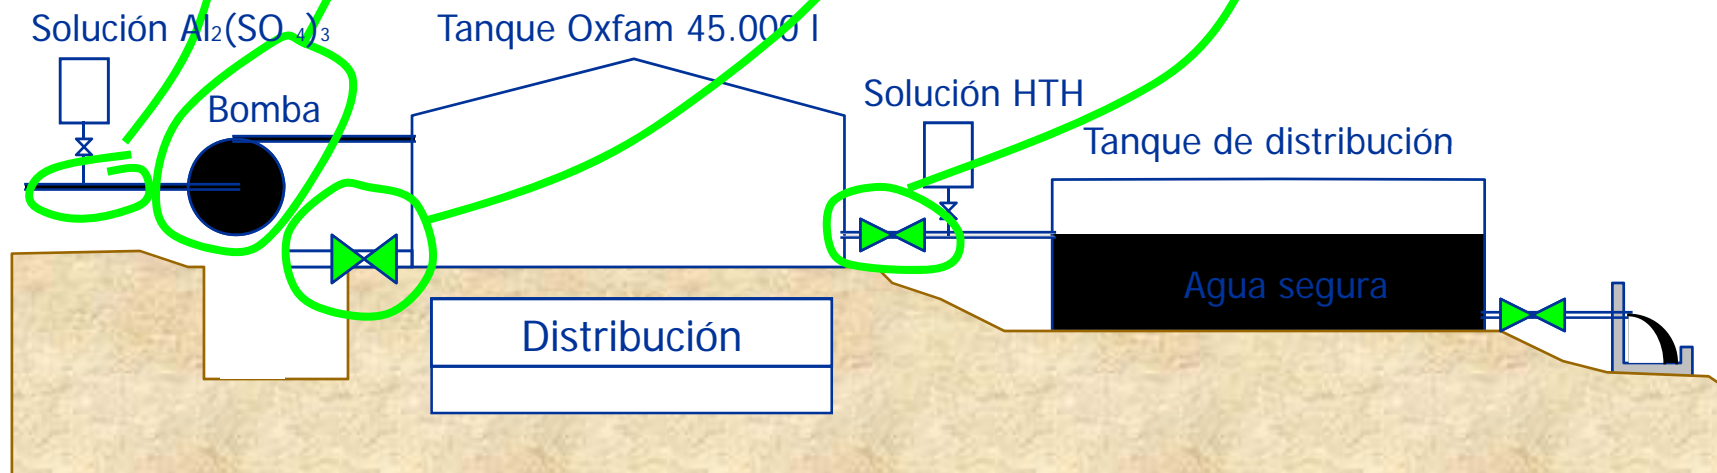 Solución Al₂(SO₄)₃
Tanque Oxfam 45.000 l
Bomba
Solución HTH
Tanque de distribución
Agua segura
Distribución